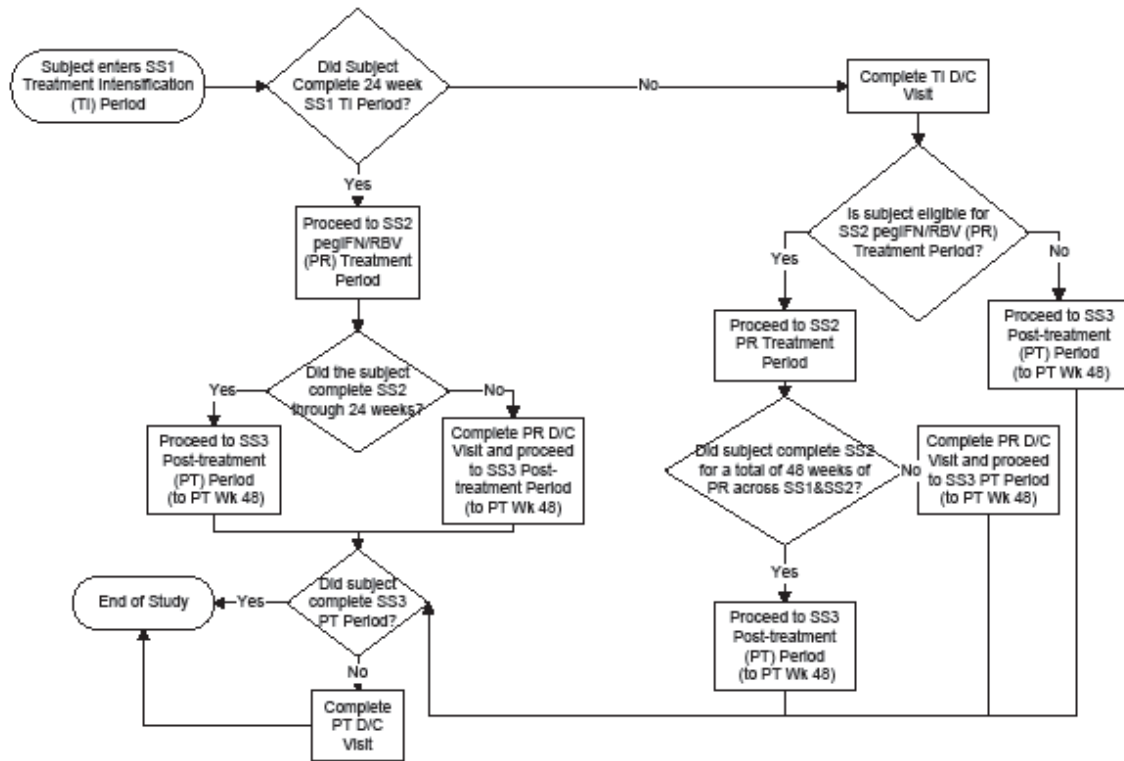 Subject enters SS1
Treatment Intensification
(TI) Period
Did Subject
Complete 24 week
SS1 TI Period?
No
Complete TI D/C
Visit
Yes
Proceed to SS2
pegIFN/RBV
(PR) Treatment
Period
Is subject eligible for
SS2 pegIFN/RBV (PR)
Treatment Period?
Yes
No
Proceed to SS2
PR Treatment
Period
Proceed to SS3
Post-treatment
(PT) Period
(to PT Wk 48)
Did the subject
complete SS2
through 24 weeks?
Yes
No
Proceed to SS3
Post-treatment
(PT) Period
(to PT Wk 48)
Complete PR D/C
Visit and proceed
to SS3 Post-
treatment Period
(to PT Wk 48)
Did subject complete SS2
for a total of 48 weeks of
PR across SS1&SS2?
No
Complete PR D/C
Visit and proceed
to SS3 PT Period
(to PT Wk 48)
Yes
Proceed to SS3
Post-treatment
(PT) Period
(to PT Wk 48)
Did subject
complete SS3
PT Period?
Yes
End of Study
No
Complete
PT D/C
Visit